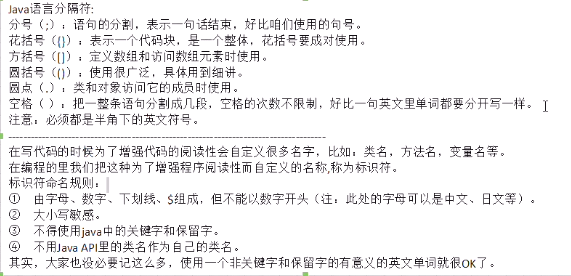 Java语言分隔符:
分号（;）：语句的分割，表示一句话结束，好比咱们使用的句号。
花括号（{}）：表示一个代码块，是一个整体，花括号要成对使用。
方括号（[]）：定义数组和访问数组元素时使用。
圆括号（()）：使用很广泛，具体用到细讲。
圆点（.）：类和对象访问它的成员时使用。
空格（ ）：把一整条语句分割成几段，空格的次数不限制，好比一句英文里单词都要分开写一样。
注意：必须都是半角下的英文符号。
-----------------------------------------------------------------------------------
在写代码的时候为了增强代码的阅读性会自定义很多名字，比如：类名，方法名，变量名等。
在编程的里我们把这种为了增强程序阅读性而自定义的名称,称为标识符。
标识符命名规则：
① 由字母、数字、下划线、$组成，但不能以数字开头（注：此处的字母可以是中文、日文等）。
② 大小写敏感。
③ 不得使用java中的关键字和保留字。
④ 不用Java API里的类名作为自己的类名。
其实，大家也没必要记这么多，使用一个非关键字和保留字的有意义的英文单词就很OK了。